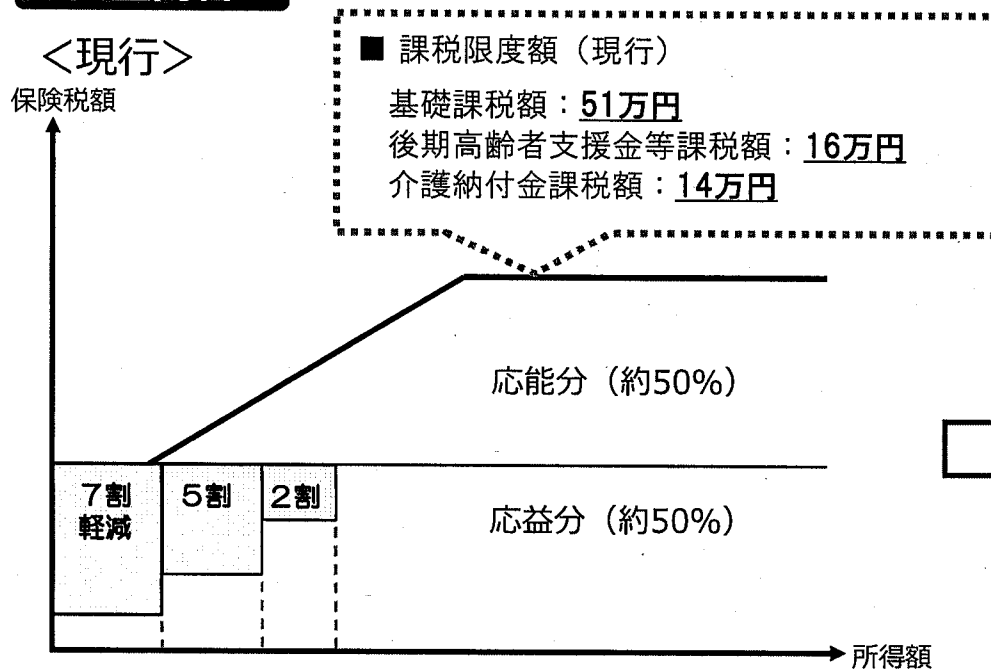 ＜現行＞
保険税額
■ 課税限度額（現行）
基礎課税額：51万円
後期高齢者支援金等課税額：16万円
介護納付金課税額：14万円
応能分（約50%）
7割
軽減
5割
2割
応益分（約50%）
所得額